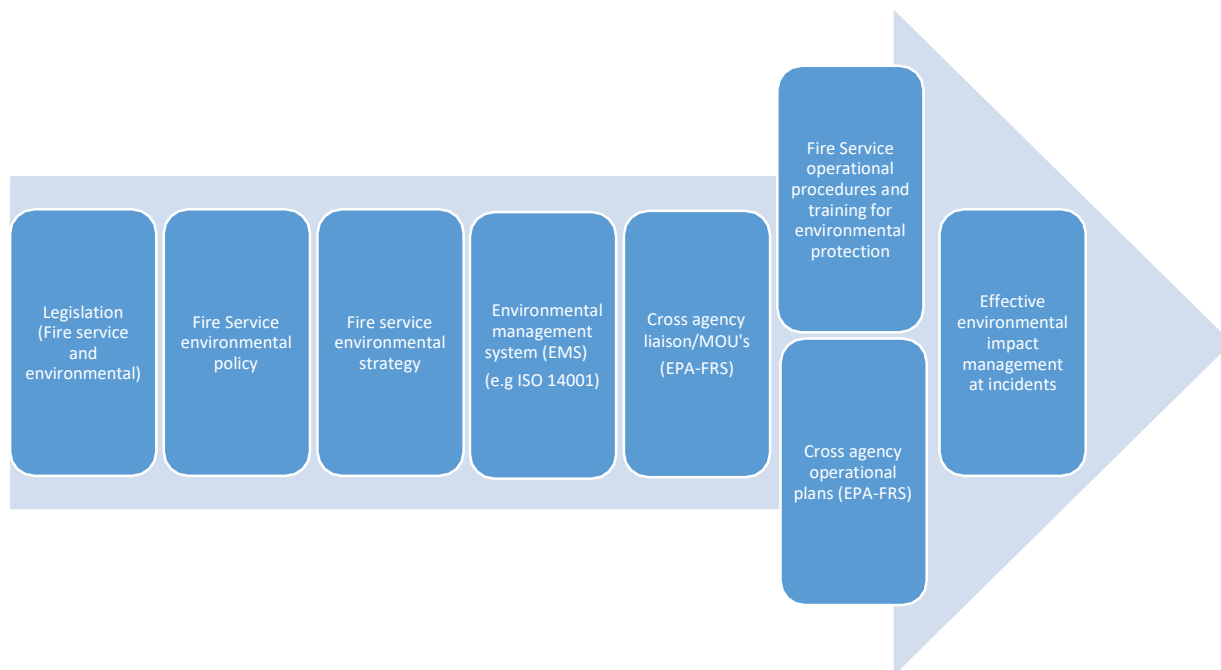 Legislation
(Fire service
and
environmental)
Fire Service
environmental
policy
Fire service
environmental
strategy
Environmental
management
system (EMS)
(e.g ISO 14001)
Cross agency
liaison/MOU's
(EPA-FRS)
Fire Service
operational
procedures and
training for
environmental
protection
Cross agency
operational
plans (EPA-FRS)
Effective
environmental
impact
management
at incidents